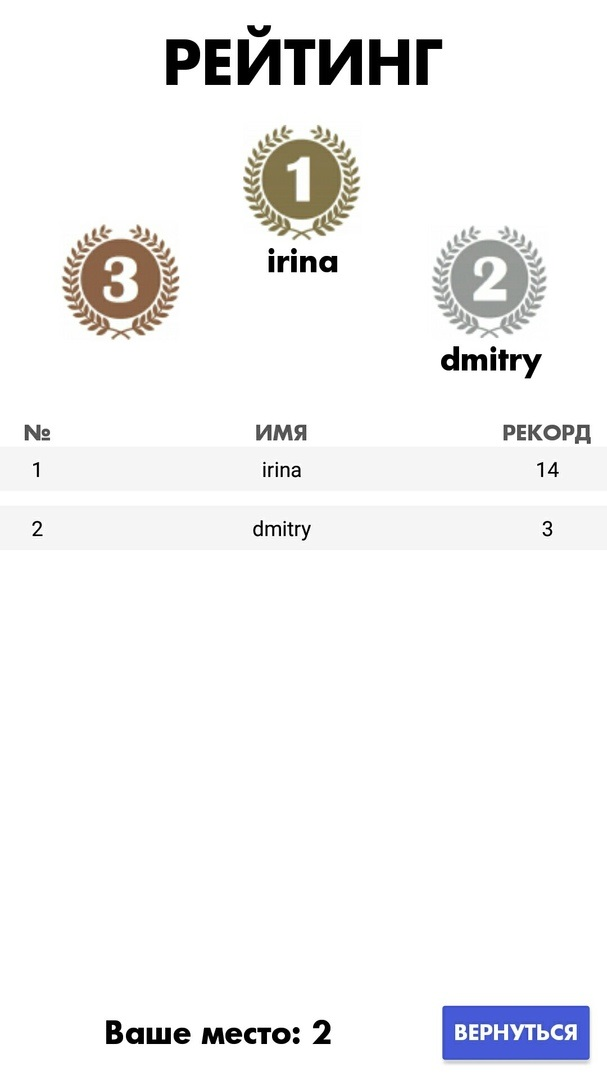 РЕЙТИНГ
1
irina
3
2
dmitry
№ ИМЯ РЕКОРД
1 irina 14
2 dmitry 3
Ваше место: 2
ВЕРНУТЬСЯ